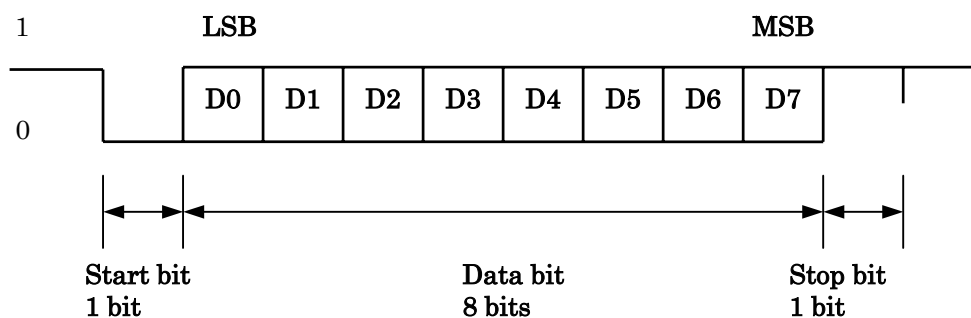 1 LSB MSB
D0 D1 D2 D3 D4 D5 D6 D7
0
Start bit Data bit Stop bit
1 bit 8 bits 1 bit